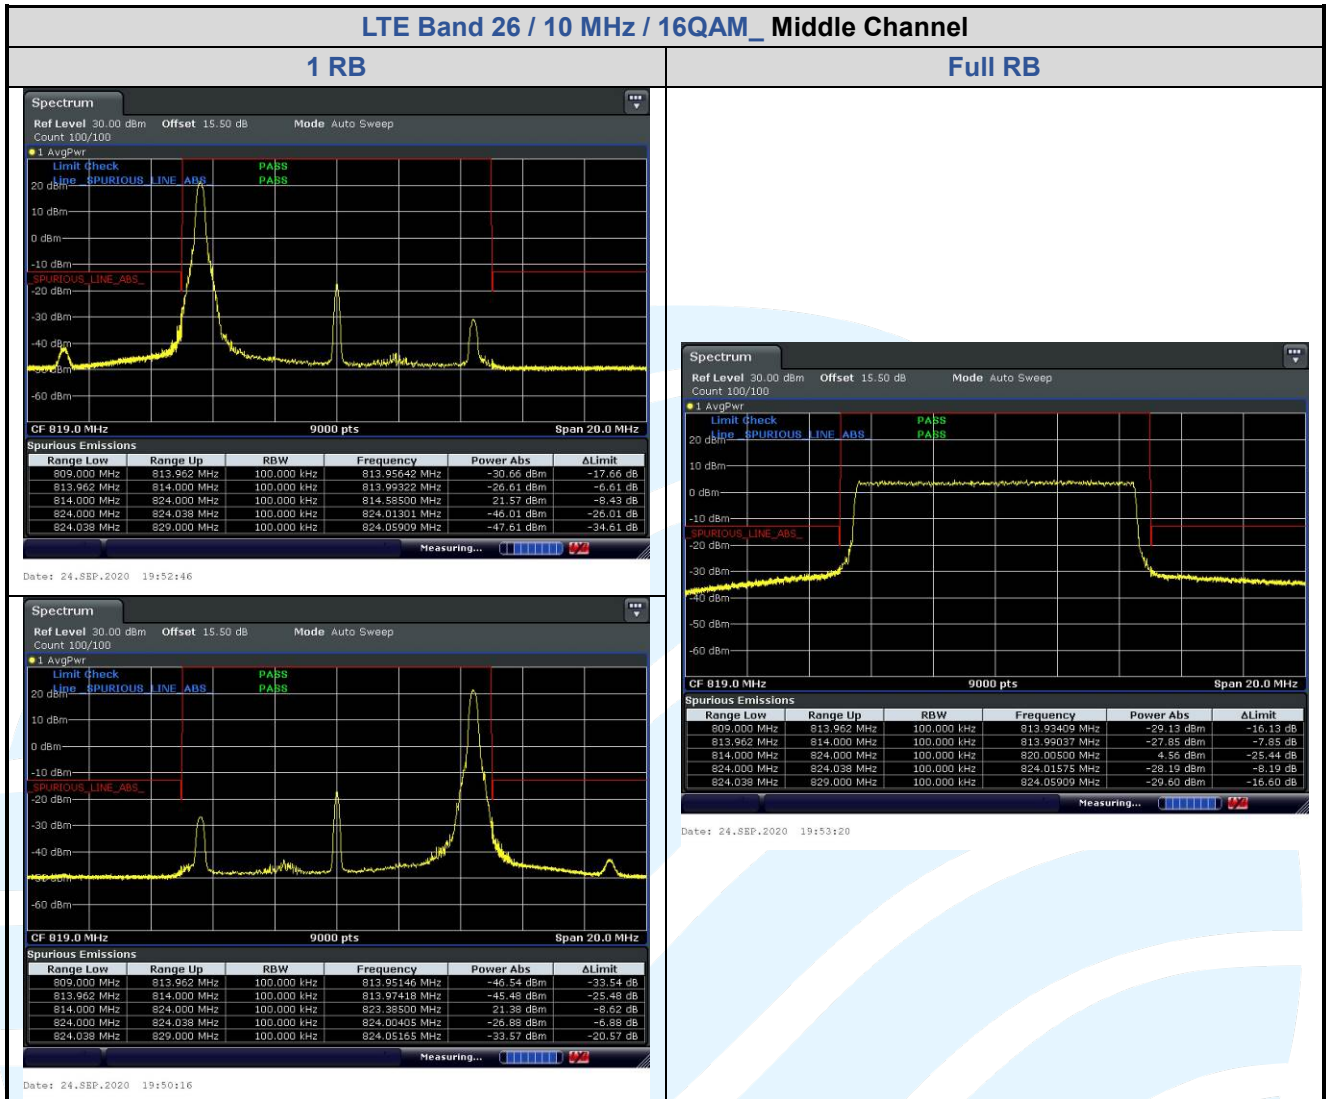 LTE Band 26 / 10 MHz / 16QAM_ Middle Channel
1 RB
Full RB
Spectrum
Ref Level 30.00 dBm Offset 15.50 dB Mode Auto Sweep
Count 100/100
1 AvgPwr
Limit Check PASS
Line _SPURIOUS_LINE_ABS_ PASS
20 dBm
10 dBm
0 dBm
-10 dBm
_SPURIOUS_LINE_ABS_
-20 dBm
-30 dBm
-40 dBm
-50 dBm
-60 dBm
CF 819.0 MHz 9000 pts Span 20.0 MHz
Spurious Emissions
Range Low Range Up RBW Frequency Power Abs ΔLimit
809.000 MHz 813.962 MHz 100.000 kHz 813.95642 MHz -30.66 dBm -17.66 dB
813.962 MHz 814.000 MHz 100.000 kHz 813.99322 MHz -26.61 dBm -6.61 dB
814.000 MHz 824.000 MHz 100.000 kHz 814.58500 MHz 21.57 dBm -8.43 dB
824.000 MHz 824.038 MHz 100.000 kHz 824.01301 MHz -46.01 dBm -26.01 dB
824.038 MHz 829.000 MHz 100.000 kHz 824.05909 MHz -47.61 dBm -34.61 dB
Measuring...
Date: 24.SEP.2020 19:52:46
Spectrum
Ref Level 30.00 dBm Offset 15.50 dB Mode Auto Sweep
Count 100/100
1 AvgPwr
Limit Check PASS
Line _SPURIOUS_LINE_ABS_ PASS
20 dBm
10 dBm
0 dBm
-10 dBm
_SPURIOUS_LINE_ABS_
-20 dBm
-30 dBm
-40 dBm
-50 dBm
-60 dBm
CF 819.0 MHz 9000 pts Span 20.0 MHz
Spurious Emissions
Range Low Range Up RBW Frequency Power Abs ΔLimit
809.000 MHz 813.962 MHz 100.000 kHz 813.95146 MHz -46.54 dBm -33.54 dB
813.962 MHz 814.000 MHz 100.000 kHz 813.97418 MHz -45.48 dBm -25.48 dB
814.000 MHz 824.000 MHz 100.000 kHz 823.38500 MHz 21.38 dBm -8.62 dB
824.000 MHz 824.038 MHz 100.000 kHz 824.00405 MHz -26.88 dBm -6.88 dB
824.038 MHz 829.000 MHz 100.000 kHz 824.05165 MHz -33.57 dBm -20.57 dB
Measuring...
Date: 24.SEP.2020 19:50:16
Spectrum
Ref Level 30.00 dBm Offset 15.50 dB Mode Auto Sweep
Count 100/100
1 AvgPwr
Limit Check PASS
Line _SPURIOUS_LINE_ABS_ PASS
20 dBm
10 dBm
0 dBm
-10 dBm
_SPURIOUS_LINE_ABS_
-20 dBm
-30 dBm
-40 dBm
-50 dBm
-60 dBm
CF 819.0 MHz 9000 pts Span 20.0 MHz
Spurious Emissions
Range Low Range Up RBW Frequency Power Abs ΔLimit
809.000 MHz 813.962 MHz 100.000 kHz 813.93409 MHz -29.13 dBm -16.13 dB
813.962 MHz 814.000 MHz 100.000 kHz 813.99037 MHz -27.85 dBm -7.85 dB
814.000 MHz 824.000 MHz 100.000 kHz 820.00500 MHz 4.56 dBm -25.44 dB
824.000 MHz 824.038 MHz 100.000 kHz 824.01575 MHz -28.19 dBm -8.19 dB
824.038 MHz 829.000 MHz 100.000 kHz 824.05909 MHz -29.60 dBm -16.60 dB
Measuring...
Date: 24.SEP.2020 19:53:20